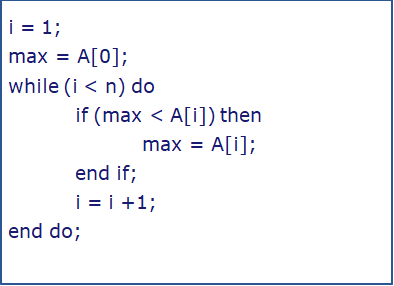 i = 1;
max = A[0];
while (i < n) do
if (max < A[i]) then
max = A[i];
end if;
i = i +1;
end do;